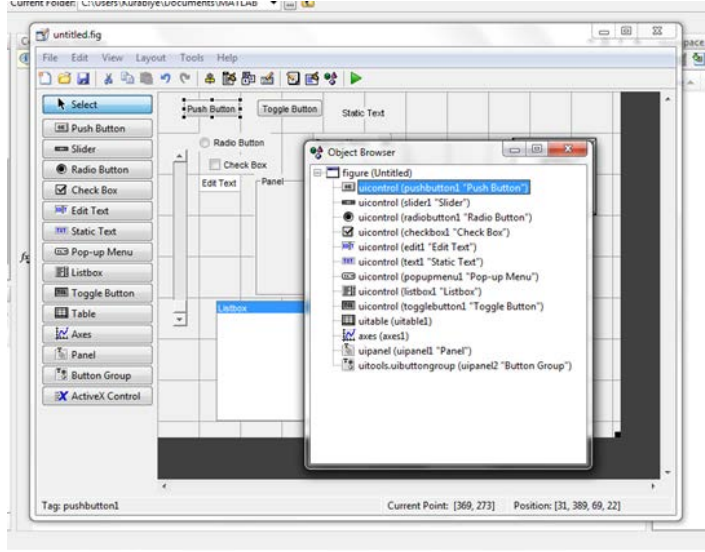 Current Folder: C:\Users\Kurabiye\Documents\MATLAB
untitled.fig
File Edit View Layout Tools Help
Select
Push Button
Slider
Radio Button
Check Box
Edit Text
Static Text
Pop-up Menu
Listbox
Toggle Button
Table
Axes
Panel
Button Group
ActiveX Control
Push Button
Toggle Button
Static Text
Radio Button
Check Box
Edit Text
Panel
Listbox
Object Browser
figure (Untitled)
uicontrol (pushbutton1 "Push Button")
uicontrol (slider1 "Slider")
uicontrol (radiobutton1 "Radio Button")
uicontrol (checkbox1 "Check Box")
uicontrol (edit1 "Edit Text")
uicontrol (text1 "Static Text")
uicontrol (popupmenu1 "Pop-up Menu")
uicontrol (listbox1 "Listbox")
uicontrol (togglebutton1 "Toggle Button")
uitable (uitable1)
axes (axes1)
uipanel (uipanel1 "Panel")
uitools.uibuttongroup (uipanel2 "Button Group")
Tag: pushbutton1
Current Point: [369, 273] Position: [31, 389, 69, 22]
pace